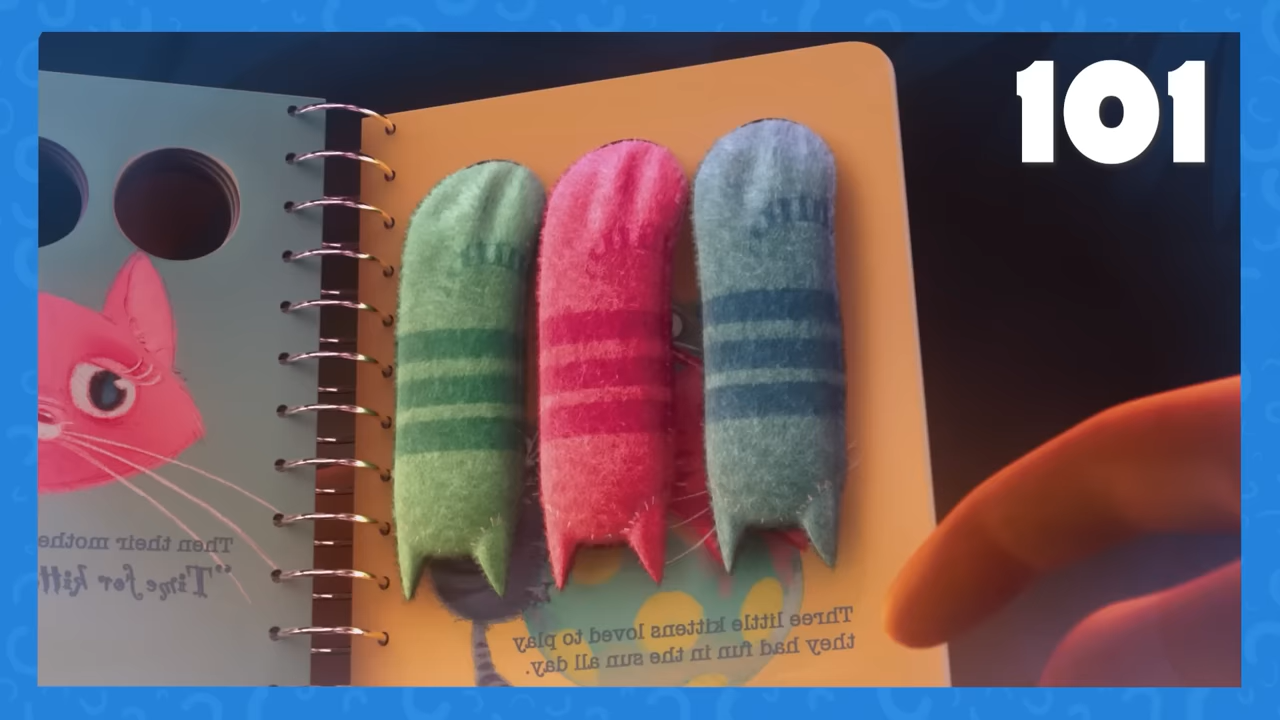 101
Then their mothe
"Time for kitt
Three little kittens loved to play
they had fun in the sun all day.